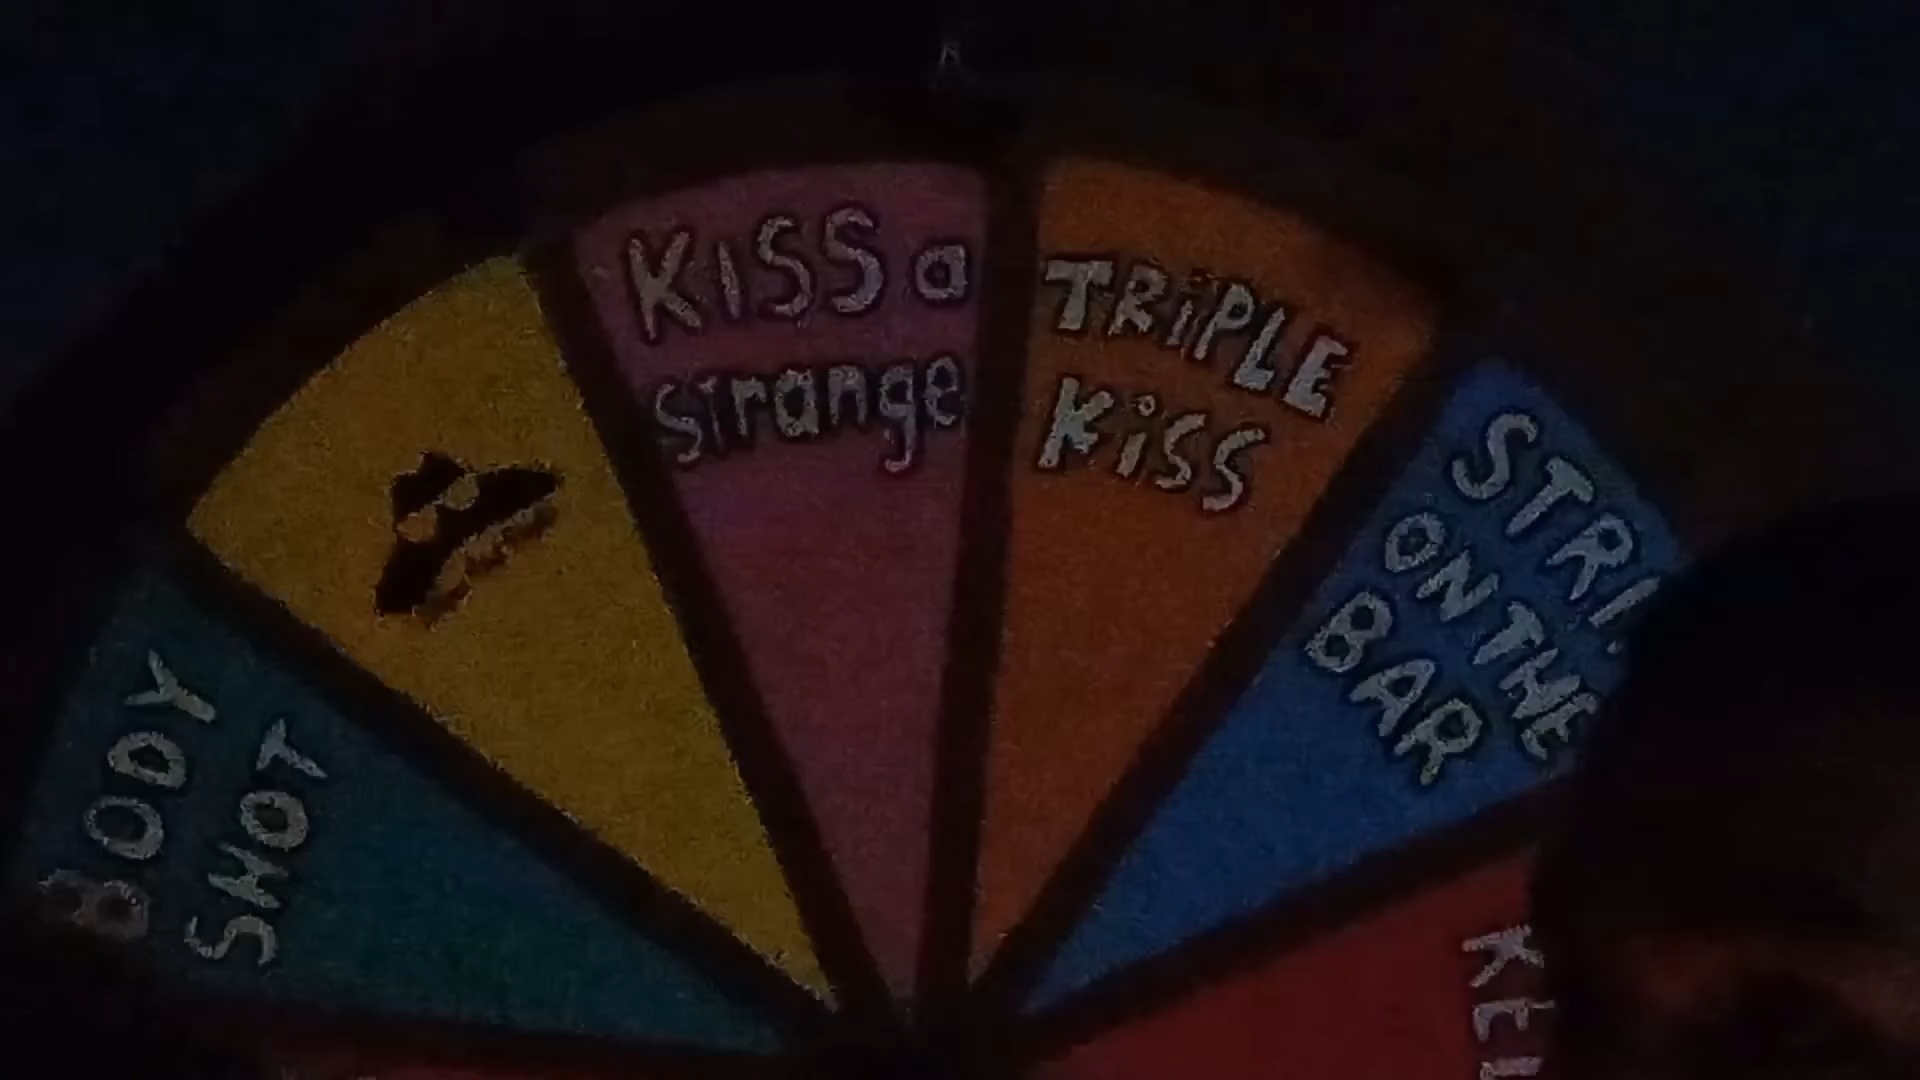 BODY
SHOT
KiSS a
strange
TRiPLE
KiSS
ON THE
BAR